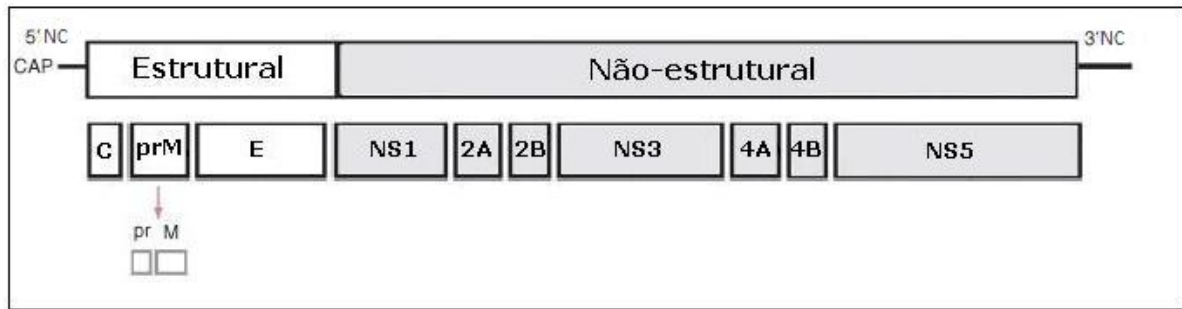 5'NC
3'NC
CAP
Estrutural
Não-estrutural
C prM E NS1 2A 2B NS3 4A 4B NS5
pr M